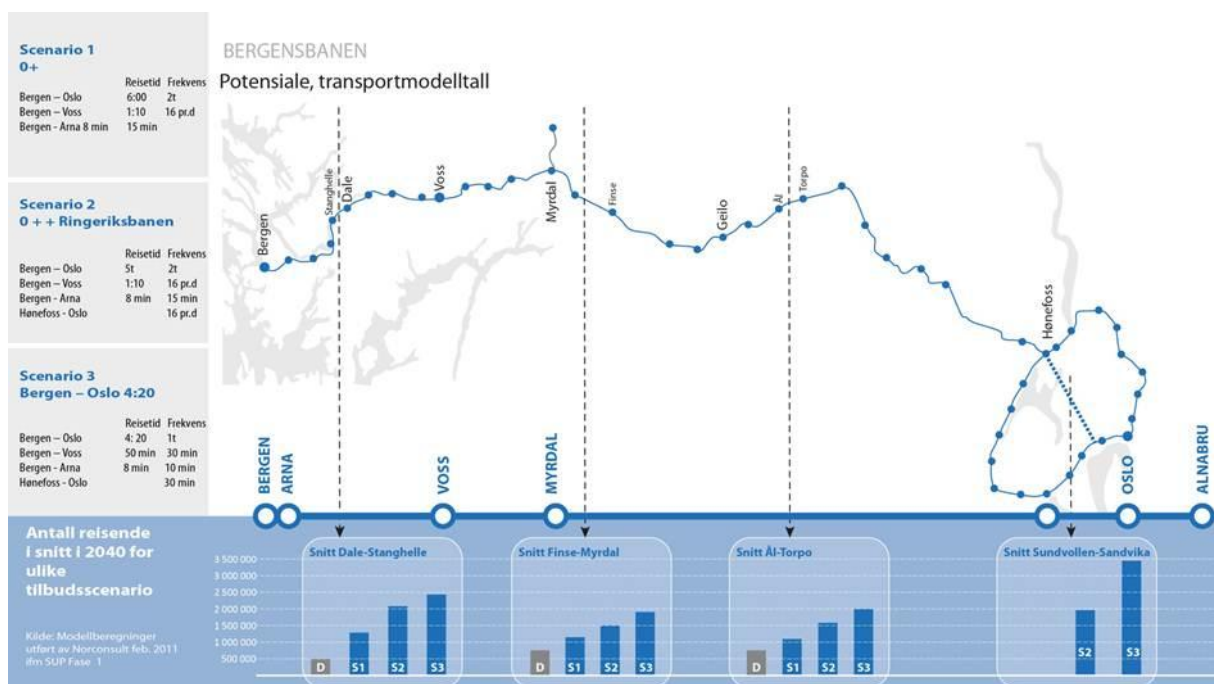 Scenario 1
0+
Reisetid Frekvens
Bergen – Oslo 6:00 2t
Bergen – Voss 1:10 16 pr.d
Bergen - Arna 8 min 15 min
Scenario 2
0 + + Ringeriksbanen
Reisetid Frekvens
Bergen – Oslo 5t 2t
Bergen – Voss 1:10 16 pr.d
Bergen - Arna 8 min 15 min
Hønefoss - Oslo 16 pr.d
Scenario 3
Bergen – Oslo 4:20
Reisetid Frekvens
Bergen – Oslo 4: 20 1t
Bergen – Voss 50 min 30 min
Bergen - Arna 8 min 10 min
Hønefoss - Oslo 30 min
BERGENSBANEN
Potensiale, transportmodelltall
Bergen
Stanghelle
Dale
Voss
Myrdal
Finse
Geilo
Ål
Torpo
Hønefoss
BERGEN
ARNA
VOSS
MYRDAL
OSLO
ALNABRU
Antall reisende
i snitt i 2040 for
ulike
tilbudsscenario
Kilde: Modellberegninger
utført av Norconsult feb. 2011
ifm SUP Fase 1
3 500 000
3 000 000
2 500 000
2 000 000
1 500 000
1 000 000
500 000
Snitt Dale-Stanghelle
D S1 S2 S3
Snitt Finse-Myrdal
D S1 S2 S3
Snitt Ål-Torpo
D S1 S2 S3
Snitt Sundvollen-Sandvika
S2 S3